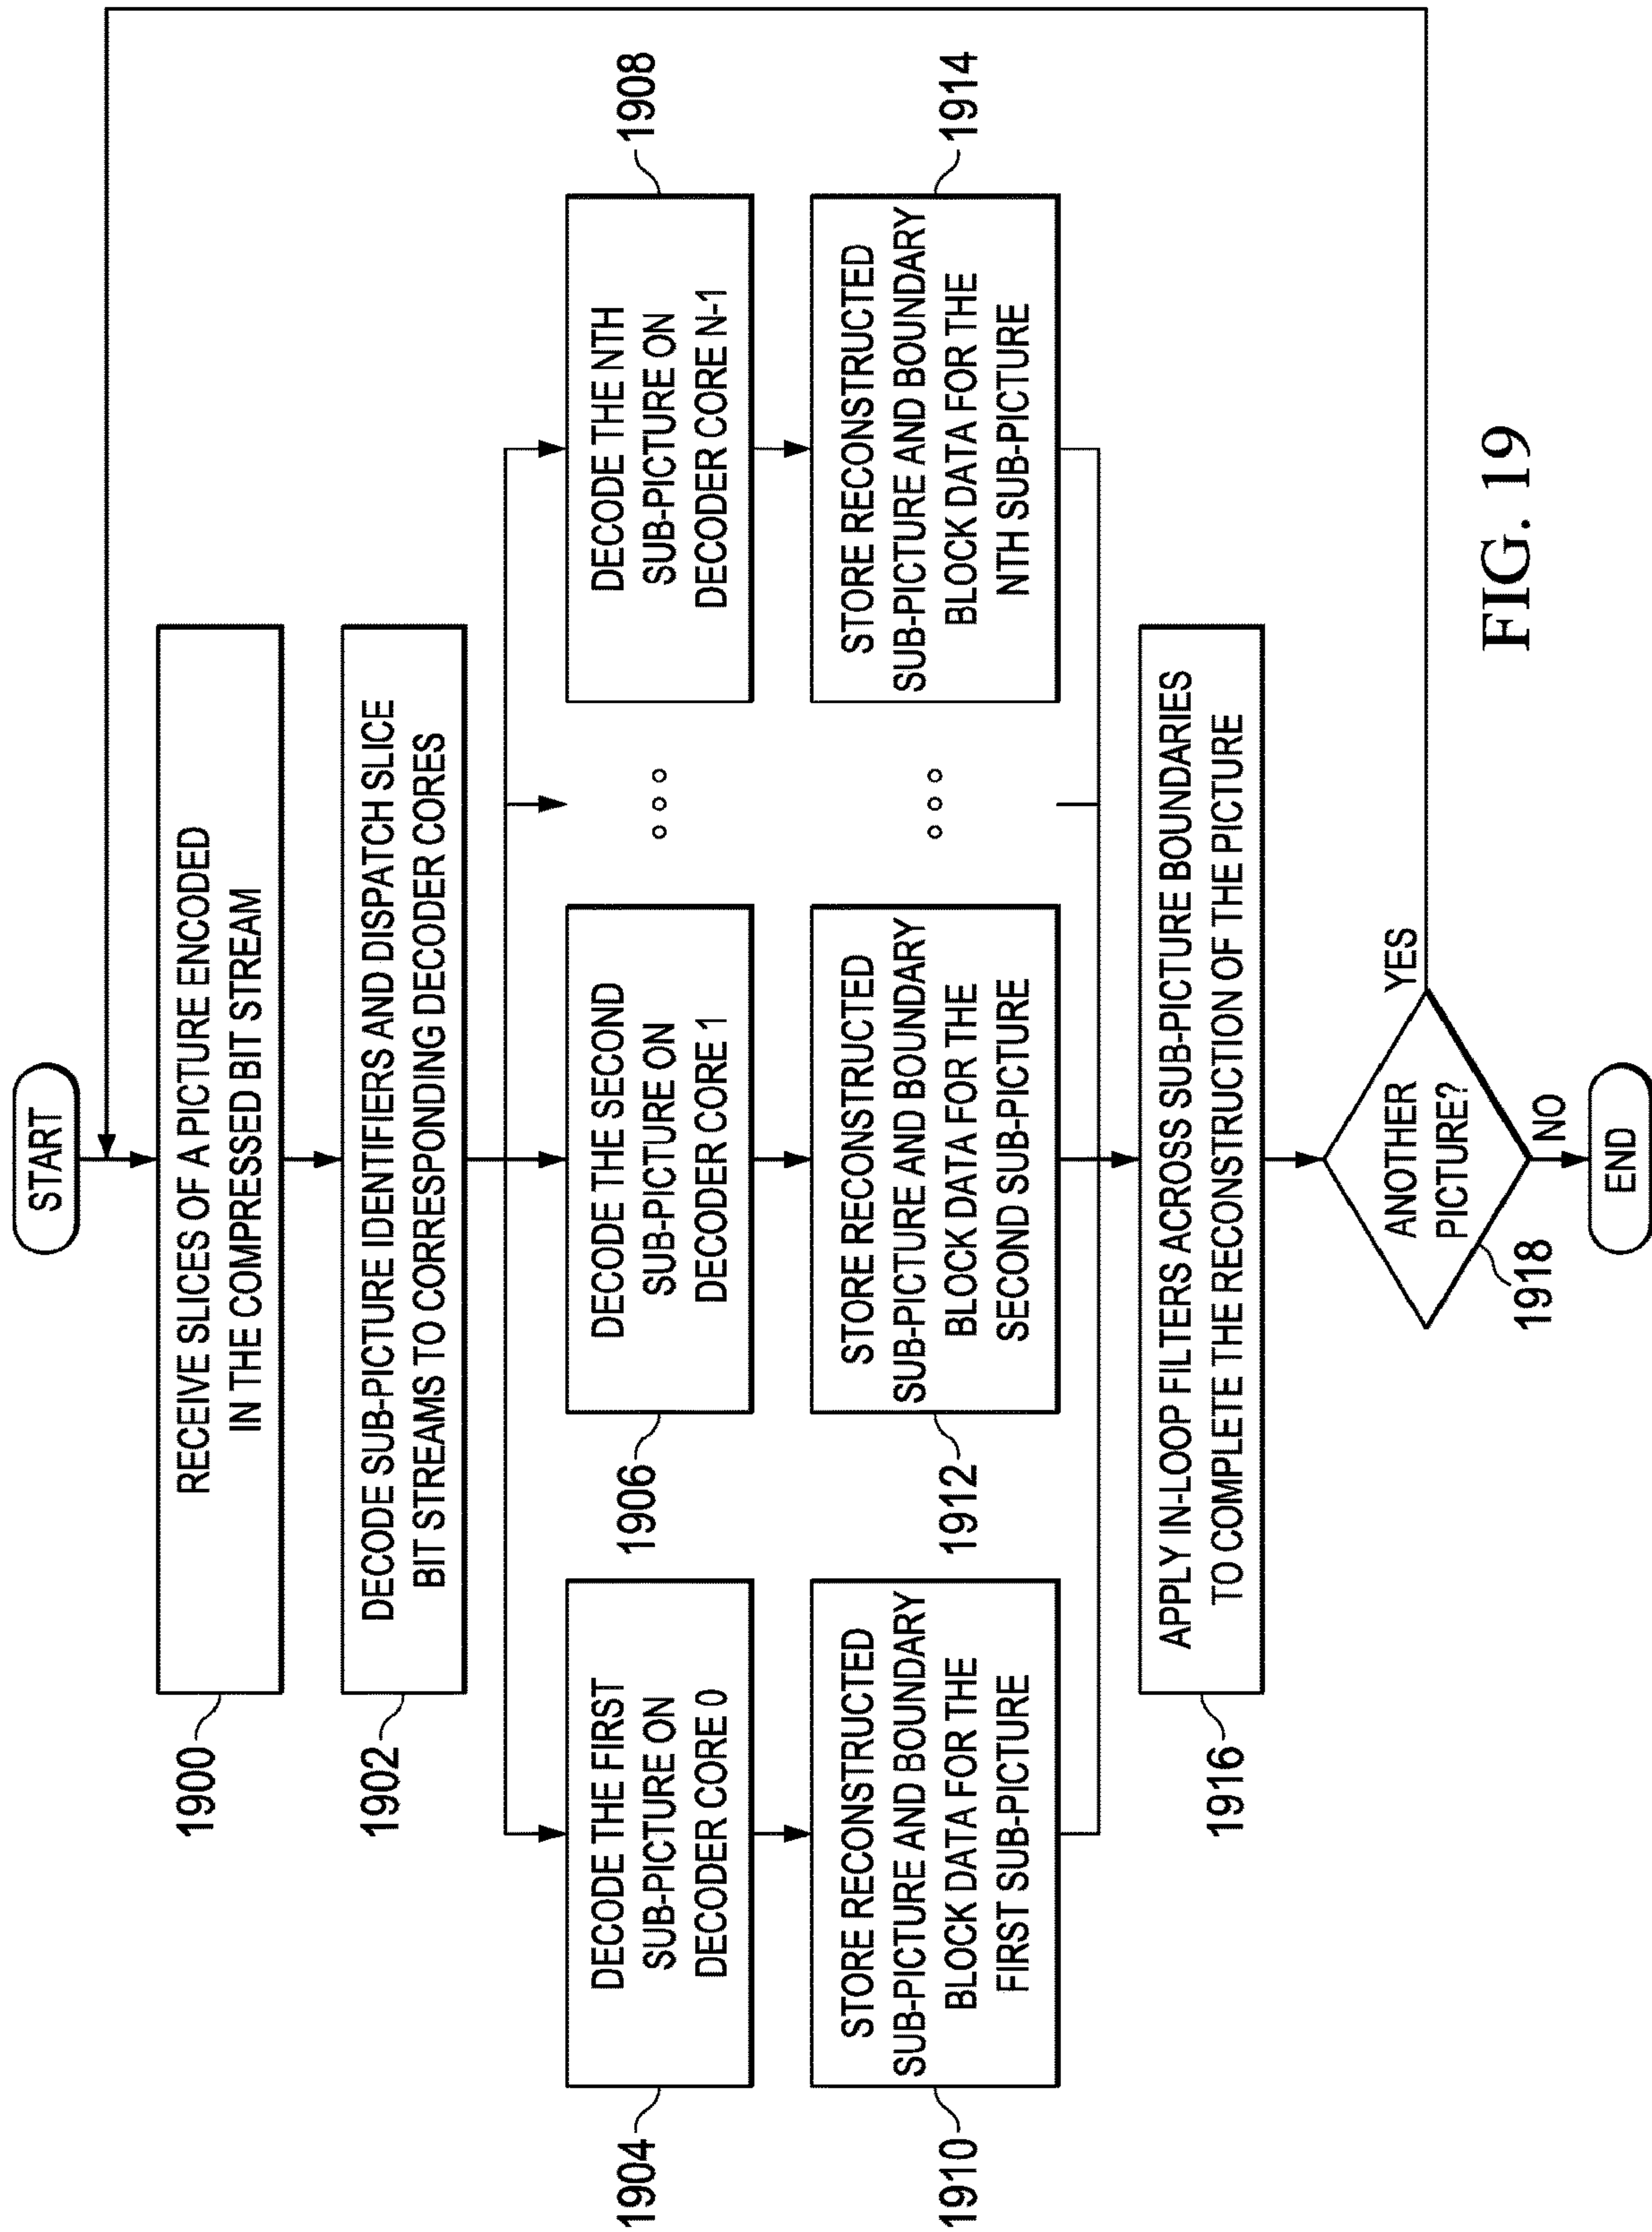 START
RECEIVE SLICES OF A PICTURE ENCODED
IN THE COMPRESSED BIT STREAM
1900
DECODE SUB-PICTURE IDENTIFIERS AND DISPATCH SLICE
BIT STREAMS TO CORRESPONDING DECODER CORES
1902
DECODE THE FIRST
SUB-PICTURE ON
DECODER CORE 0
1904
DECODE THE SECOND
SUB-PICTURE ON
DECODER CORE 1
1906
DECODE THE NTH
SUB-PICTURE ON
DECODER CORE N-1
1908
STORE RECONSTRUCTED
SUB-PICTURE AND BOUNDARY
BLOCK DATA FOR THE
FIRST SUB-PICTURE
1910
STORE RECONSTRUCTED
SUB-PICTURE AND BOUNDARY
BLOCK DATA FOR THE
SECOND SUB-PICTURE
1912
STORE RECONSTRUCTED
SUB-PICTURE AND BOUNDARY
BLOCK DATA FOR THE
NTH SUB-PICTURE
1914
APPLY IN-LOOP FILTERS ACROSS SUB-PICTURE BOUNDARIES
TO COMPLETE THE RECONSTRUCTION OF THE PICTURE
1916
ANOTHER
PICTURE?
1918
YES
NO
END
FIG. 19